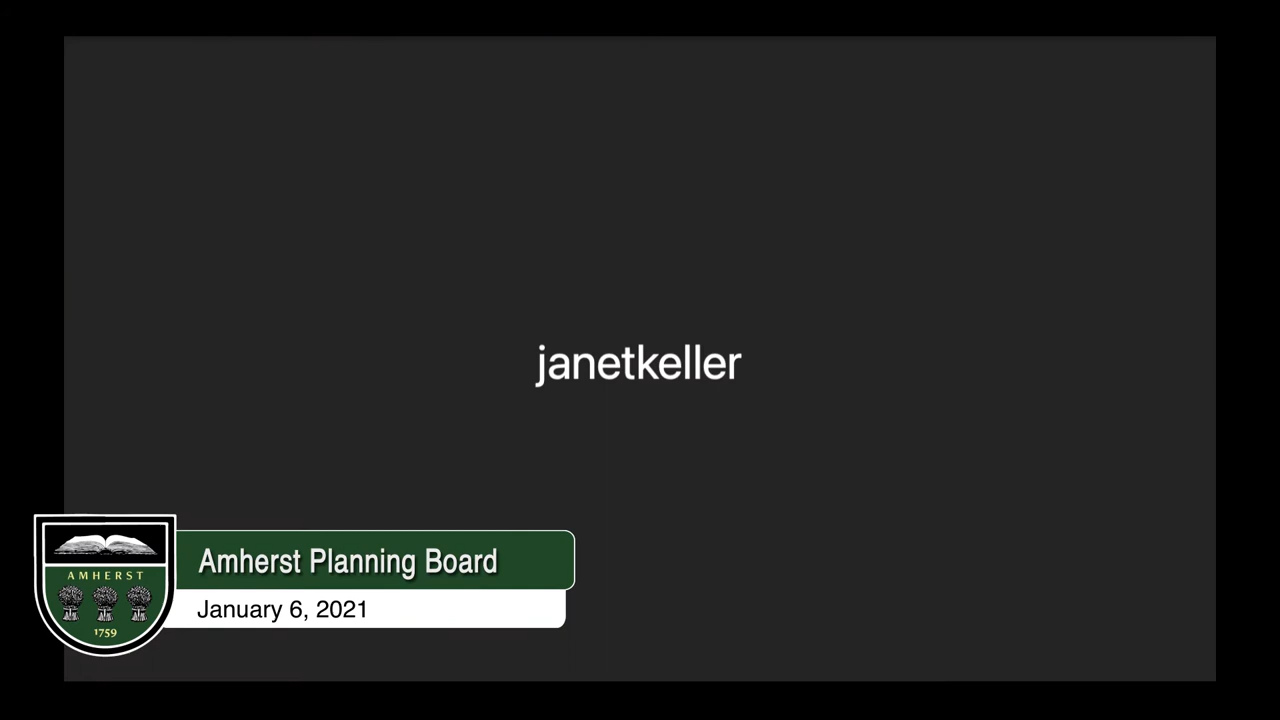 janetkeller
Amherst Planning Board
January 6, 2021
AMHERST
1759